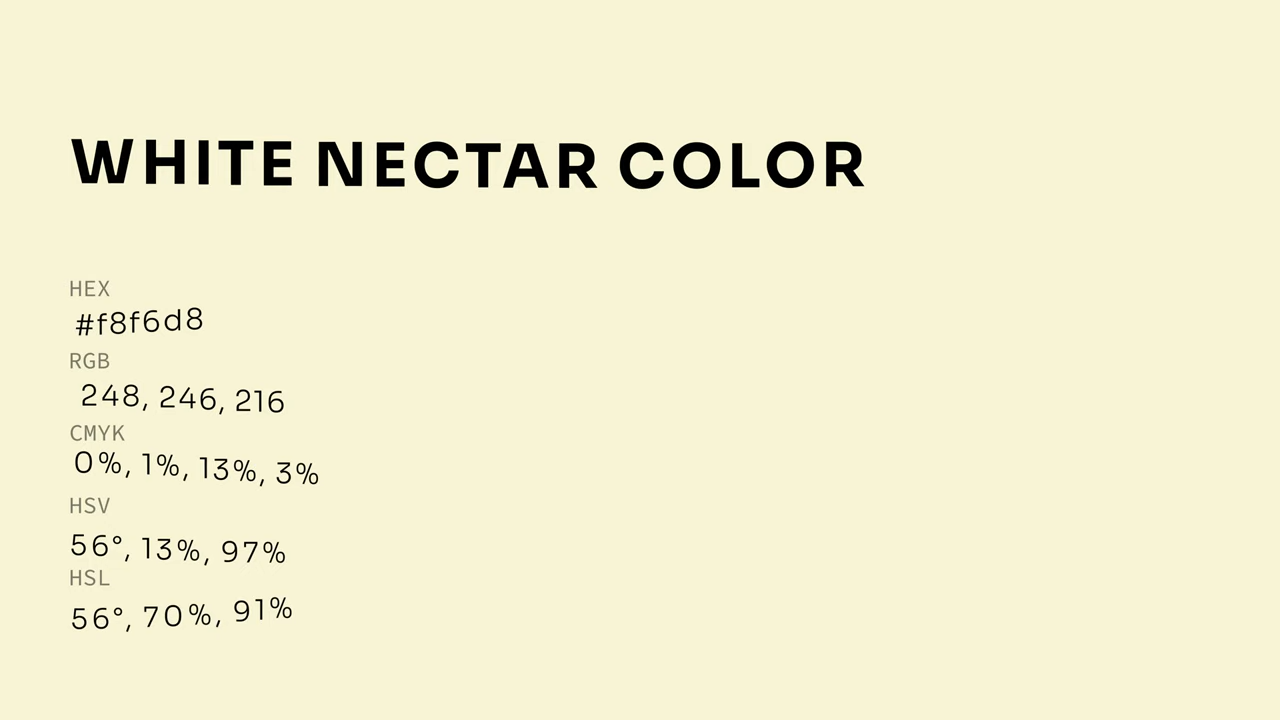 WHITE NECTAR COLOR
HEX
#f8f6d8
RGB
248, 246, 216
CMYK
0%, 1%, 13%, 3%
HSV
56°, 13%, 97%
HSL
56°, 70%, 91%